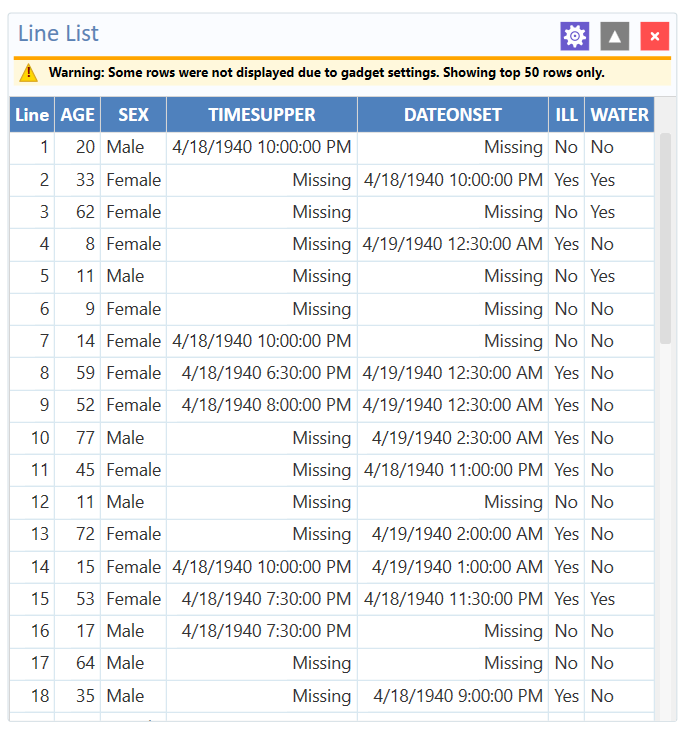 Line List
Warning: Some rows were not displayed due to gadget settings. Showing top 50 rows only.
Line AGE SEX TIMESUPPER DATEONSET ILL WATER
1 20 Male 4/18/1940 10:00:00 PM Missing No No
2 33 Female Missing 4/18/1940 10:00:00 PM Yes Yes
3 62 Female Missing Missing No Yes
4 8 Female Missing 4/19/1940 12:30:00 AM Yes No
5 11 Male Missing Missing No Yes
6 9 Female Missing Missing No No
7 14 Female 4/18/1940 10:00:00 PM Missing No No
8 59 Female 4/18/1940 6:30:00 PM 4/19/1940 12:30:00 AM Yes No
9 52 Female 4/18/1940 8:00:00 PM 4/19/1940 12:30:00 AM Yes No
10 77 Male Missing 4/19/1940 2:30:00 AM Yes No
11 45 Female Missing 4/18/1940 11:00:00 PM Yes No
12 11 Male Missing Missing No No
13 72 Female Missing 4/19/1940 2:00:00 AM Yes No
14 15 Female 4/18/1940 10:00:00 PM 4/19/1940 1:00:00 AM Yes No
15 53 Female 4/18/1940 7:30:00 PM 4/18/1940 11:30:00 PM Yes Yes
16 17 Male 4/18/1940 7:30:00 PM Missing No No
17 64 Male Missing Missing No No
18 35 Male Missing 4/18/1940 9:00:00 PM Yes No